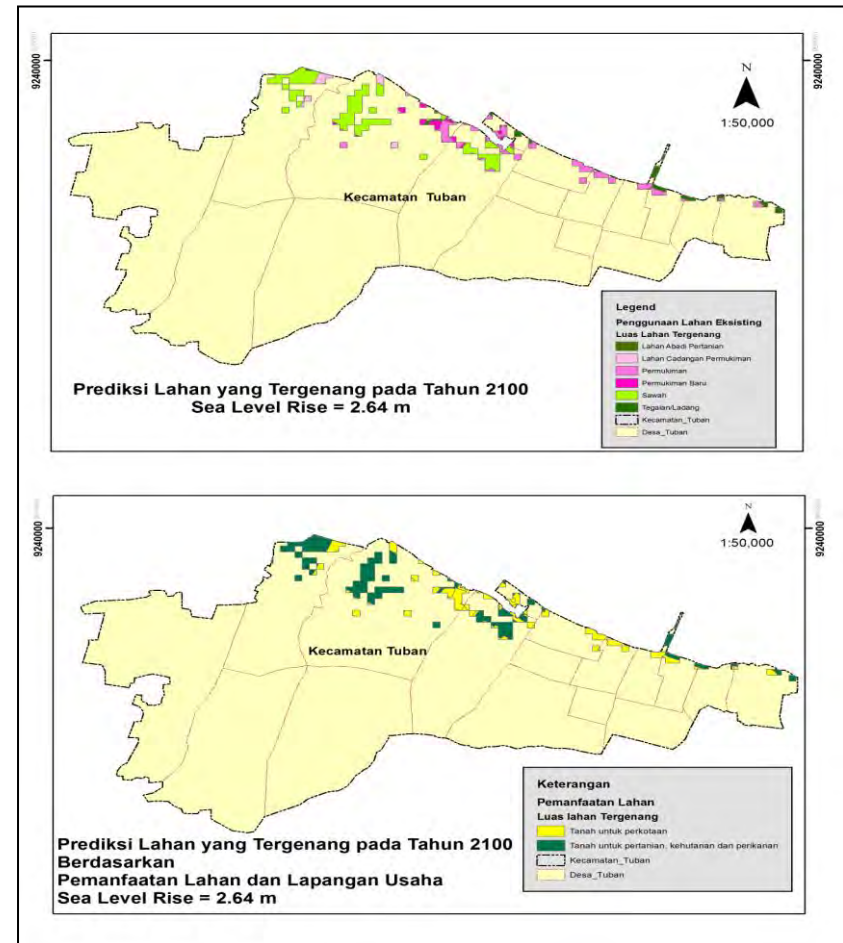 9240000
9240000
N
1:50,000
Kecamatan Tuban
Legend
Penggunaan Lahan Eksisting
Luas Lahan Tergenang
Lahan Abadi Pertanian
Lahan Cadangan Permukiman
Permukiman
Permukiman Baru
Sawah
Tegalan/Ladang
Kecamatan_Tuban
Desa_Tuban
Prediksi Lahan yang Tergenang pada Tahun 2100
Sea Level Rise = 2.64 m
9240000
9240000
N
1:50,000
Kecamatan Tuban
Keterangan
Pemanfaatan Lahan
Luas lahan Tergenang
Tanah untuk perkotaan
Tanah untuk pertanian, kehutanan dan perikanan
Kecamatan_Tuban
Desa_Tuban
Prediksi Lahan yang Tergenang pada Tahun 2100
Berdasarkan
Pemanfaatan Lahan dan Lapangan Usaha
Sea Level Rise = 2.64 m